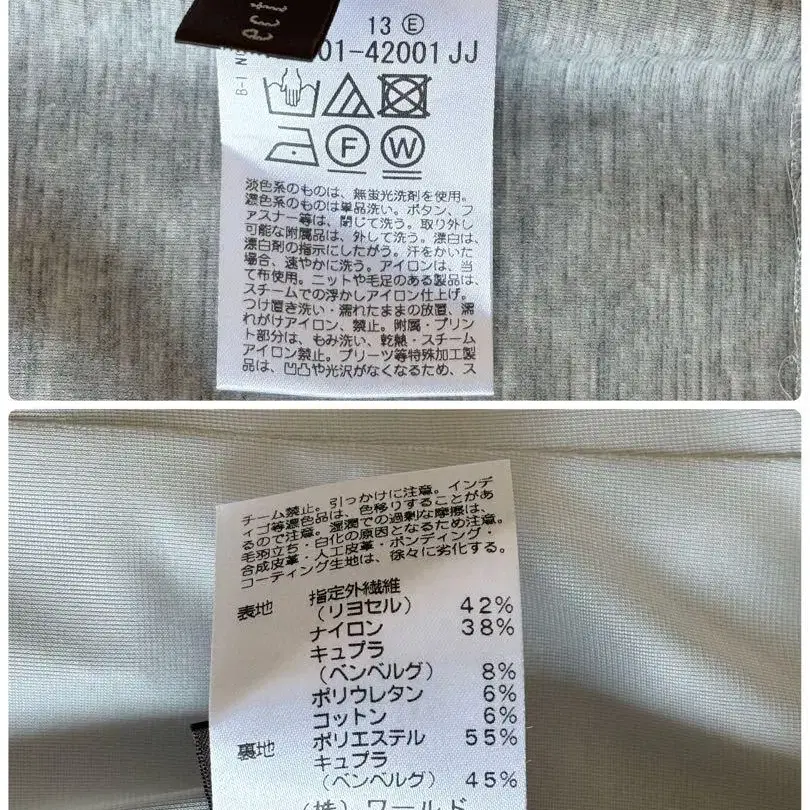 13 Ⓔ
01-42001 JJ
F W
淡色系のものは、無蛍光洗剤を使用。
濃色系のものは単品洗い。ボタン、フ
ァスナー等は、閉じて洗う。取り外し
可能な附属品は、外して洗う。漂白は、
漂白剤の指示にしたがう。汗をかいた
場合、速やかに洗う。アイロンは、当
て布使用。ニットや毛足のある製品は、
スチームでの浮かしアイロン仕上げ。
つけ置き洗い・濡れたままの放置、濡
れがけアイロン、禁止。附属・プリン
ト部分は、もみ洗い、乾熱・スチーム
アイロン禁止。プリーツ等特殊加工製
品は、凹凸や光沢がなくなるため、ス
チーム禁止。引っかけに注意。インデ
ィゴ等濃色品は、色移りすることがあ
るので注意。湿潤での過剰な摩擦は、
毛羽立ち・白化の原因となるため注意。
合成皮革・人工皮革・ボンディング・
コーティング生地は、徐々に劣化する。
表地 指定外繊維
（リヨセル） 42%
ナイロン 38%
キュプラ
（ベンベルグ） 8%
ポリウレタン 6%
コットン 6%
裏地 ポリエステル 55%
キュプラ
（ベンベルグ） 45%
（株）ワールド